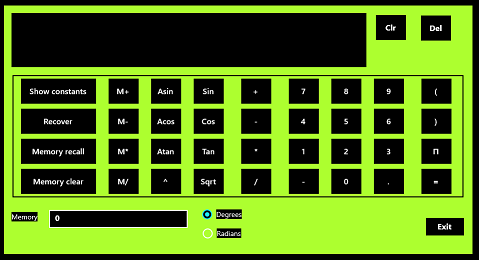 Clr Del
Show constants M+ Asin Sin + 7 8 9 (
Recover M- Acos Cos - 4 5 6 )
Memory recall M* Atan Tan * 1 2 3 Π
Memory clear M/ ^ Sqrt / - 0 . =
Memory 0 Degrees
Radians
Exit